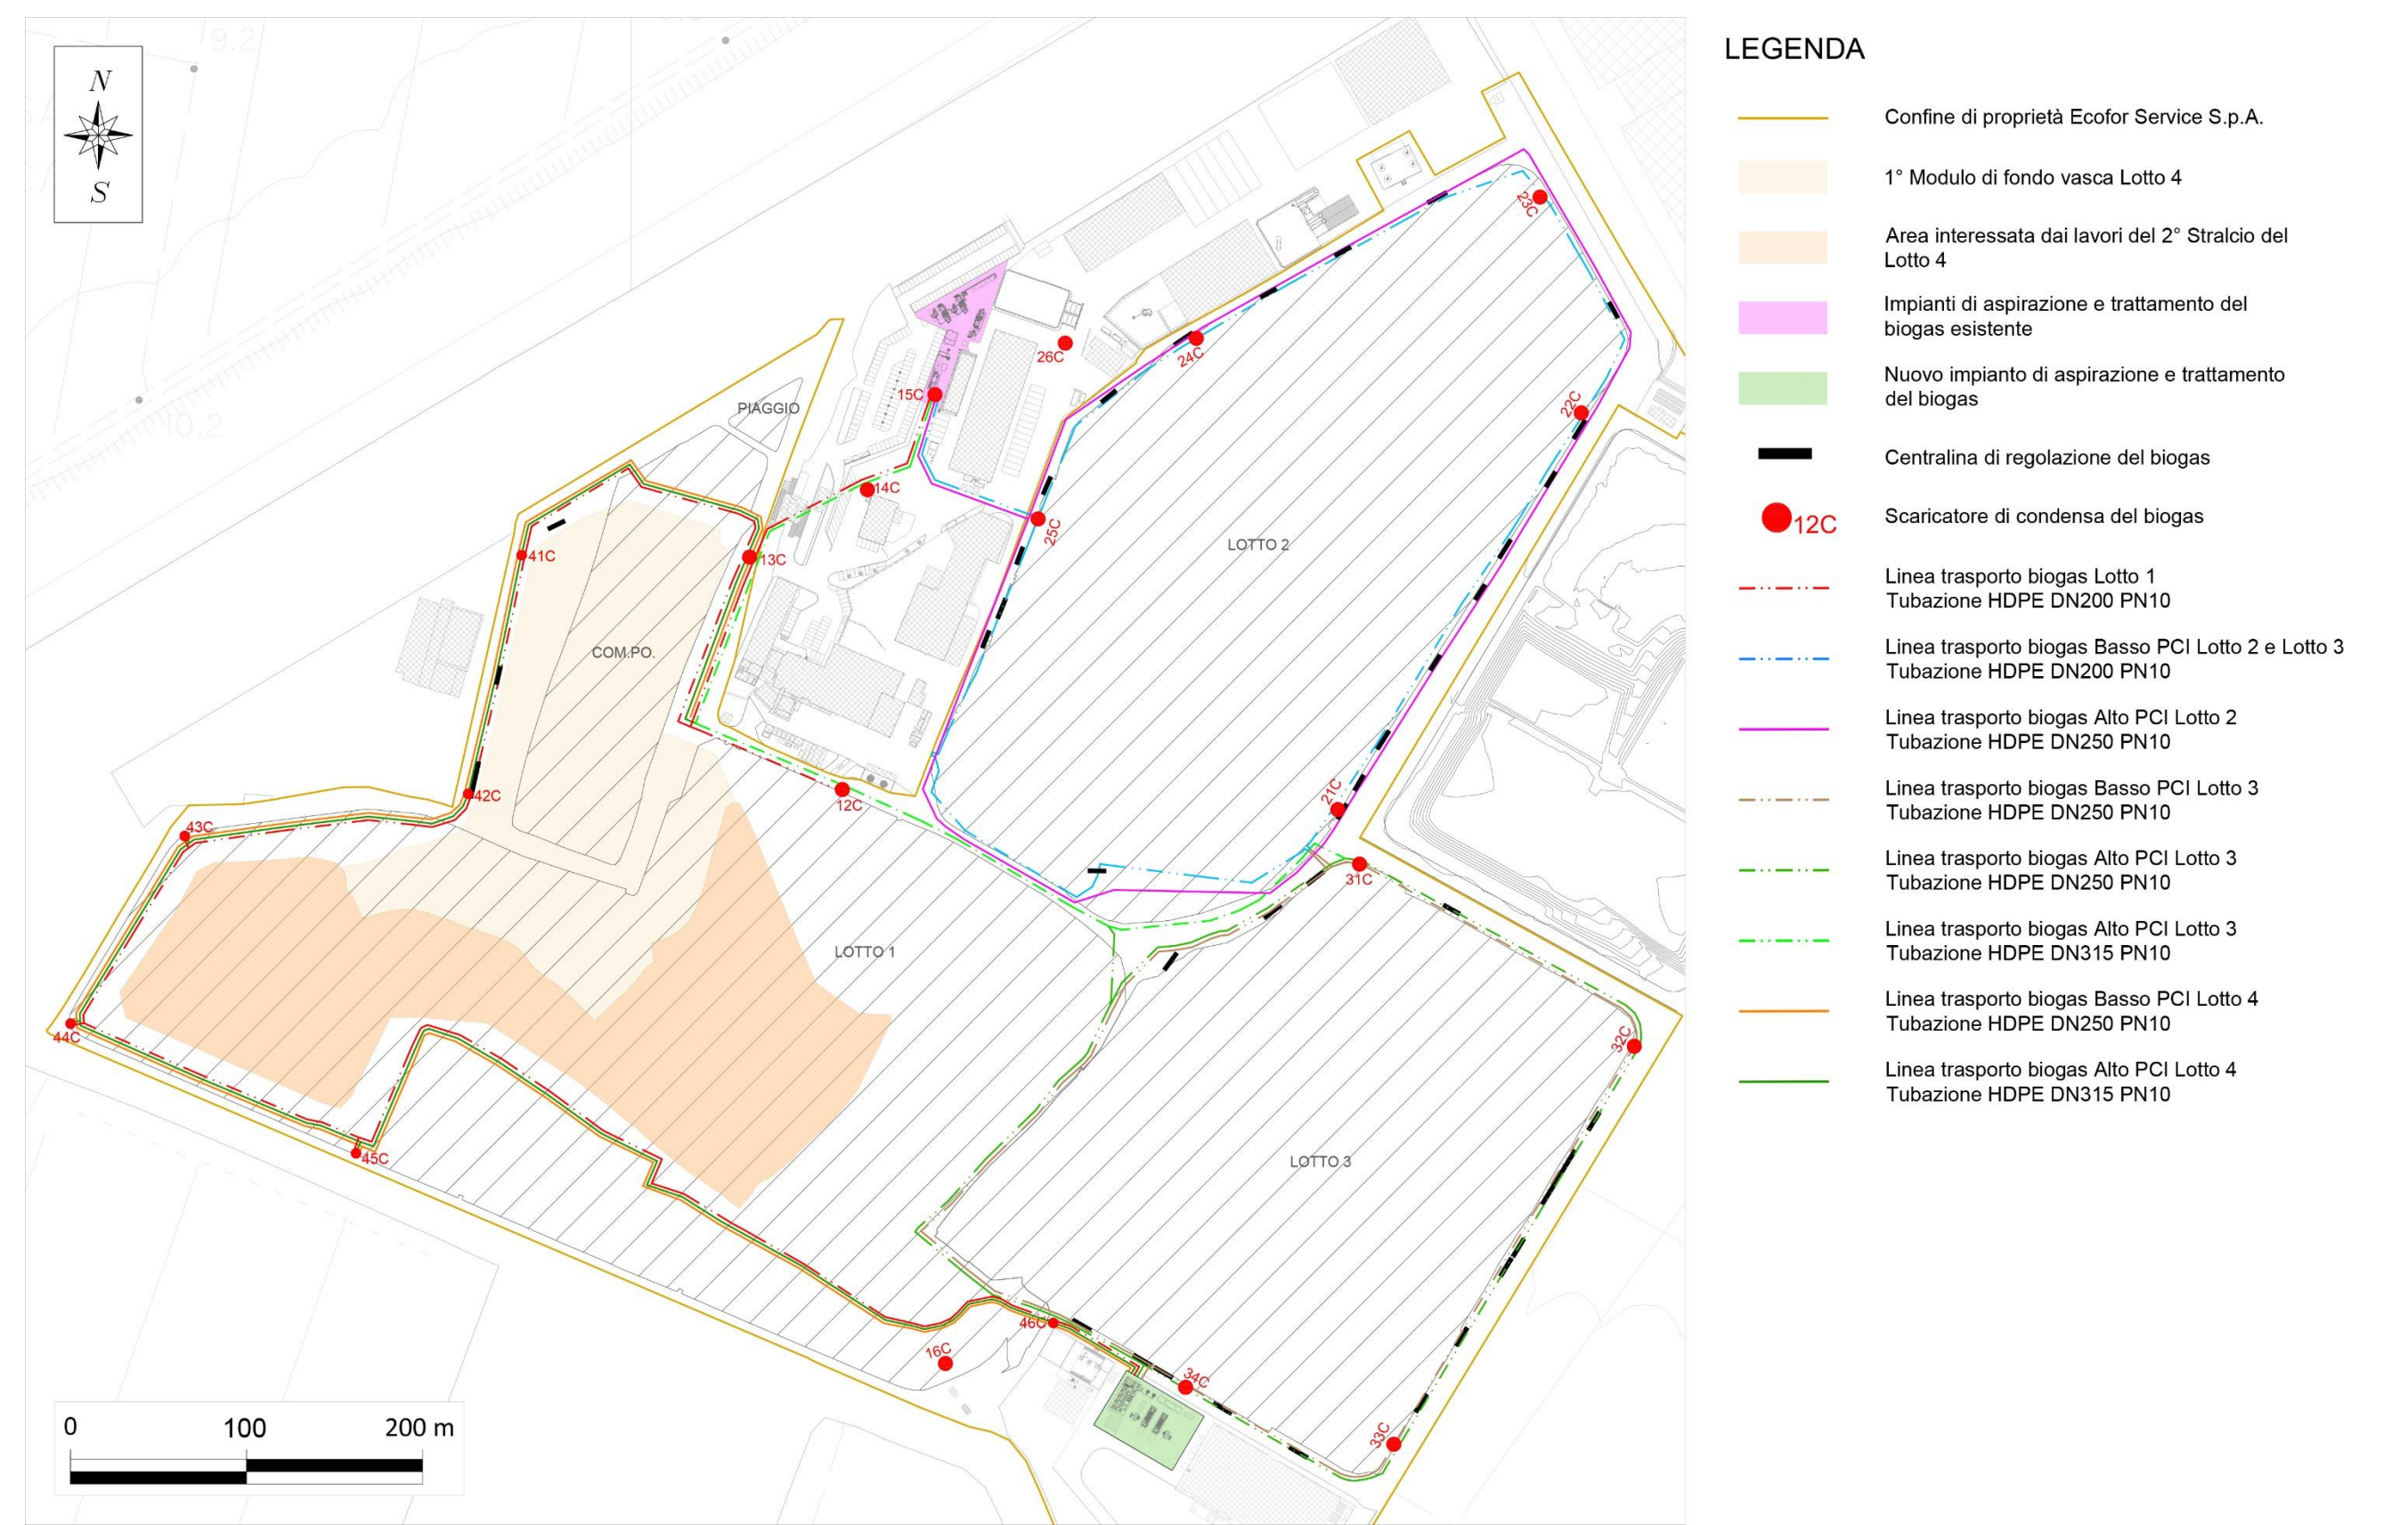 9.2
N
S
10.2
PIAGGIO
COM.PO.
LOTTO 2
LOTTO 1
LOTTO 3
23C
24C
26C
15C
22C
14C
25C
41C
13C
42C
12C
21C
43C
31C
44C
32C
45C
46C
16C
34C
33C
0 100 200 m
LEGENDA
Confine di proprietà Ecofor Service S.p.A.
1° Modulo di fondo vasca Lotto 4
Area interessata dai lavori del 2° Stralcio del
Lotto 4
Impianti di aspirazione e trattamento del
biogas esistente
Nuovo impianto di aspirazione e trattamento
del biogas
Centralina di regolazione del biogas
12C
Scaricatore di condensa del biogas
Linea trasporto biogas Lotto 1
Tubazione HDPE DN200 PN10
Linea trasporto biogas Basso PCI Lotto 2 e Lotto 3
Tubazione HDPE DN200 PN10
Linea trasporto biogas Alto PCI Lotto 2
Tubazione HDPE DN250 PN10
Linea trasporto biogas Basso PCI Lotto 3
Tubazione HDPE DN250 PN10
Linea trasporto biogas Alto PCI Lotto 3
Tubazione HDPE DN250 PN10
Linea trasporto biogas Alto PCI Lotto 3
Tubazione HDPE DN315 PN10
Linea trasporto biogas Basso PCI Lotto 4
Tubazione HDPE DN250 PN10
Linea trasporto biogas Alto PCI Lotto 4
Tubazione HDPE DN315 PN10